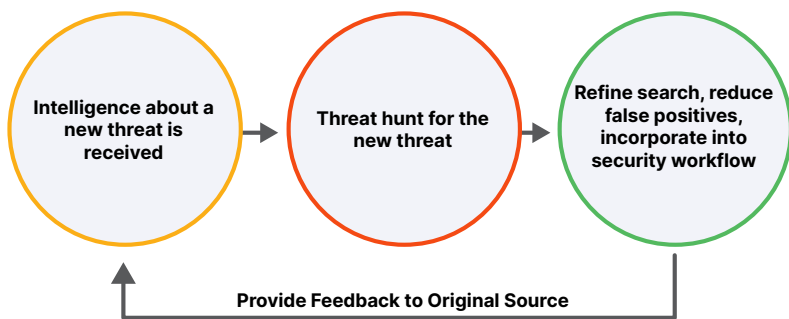 Intelligence about a
new threat is
received
Threat hunt for the
new threat
Refine search, reduce
false positives,
incorporate into
security workflow
Provide Feedback to Original Source